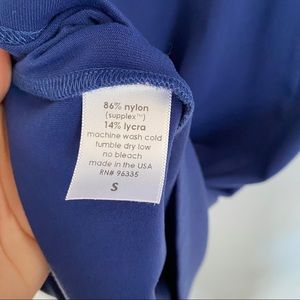 86% nylon
(supplex™)
14% lycra
machine wash cold
tumble dry low
no bleach
made in the USA
RN# 96335
S